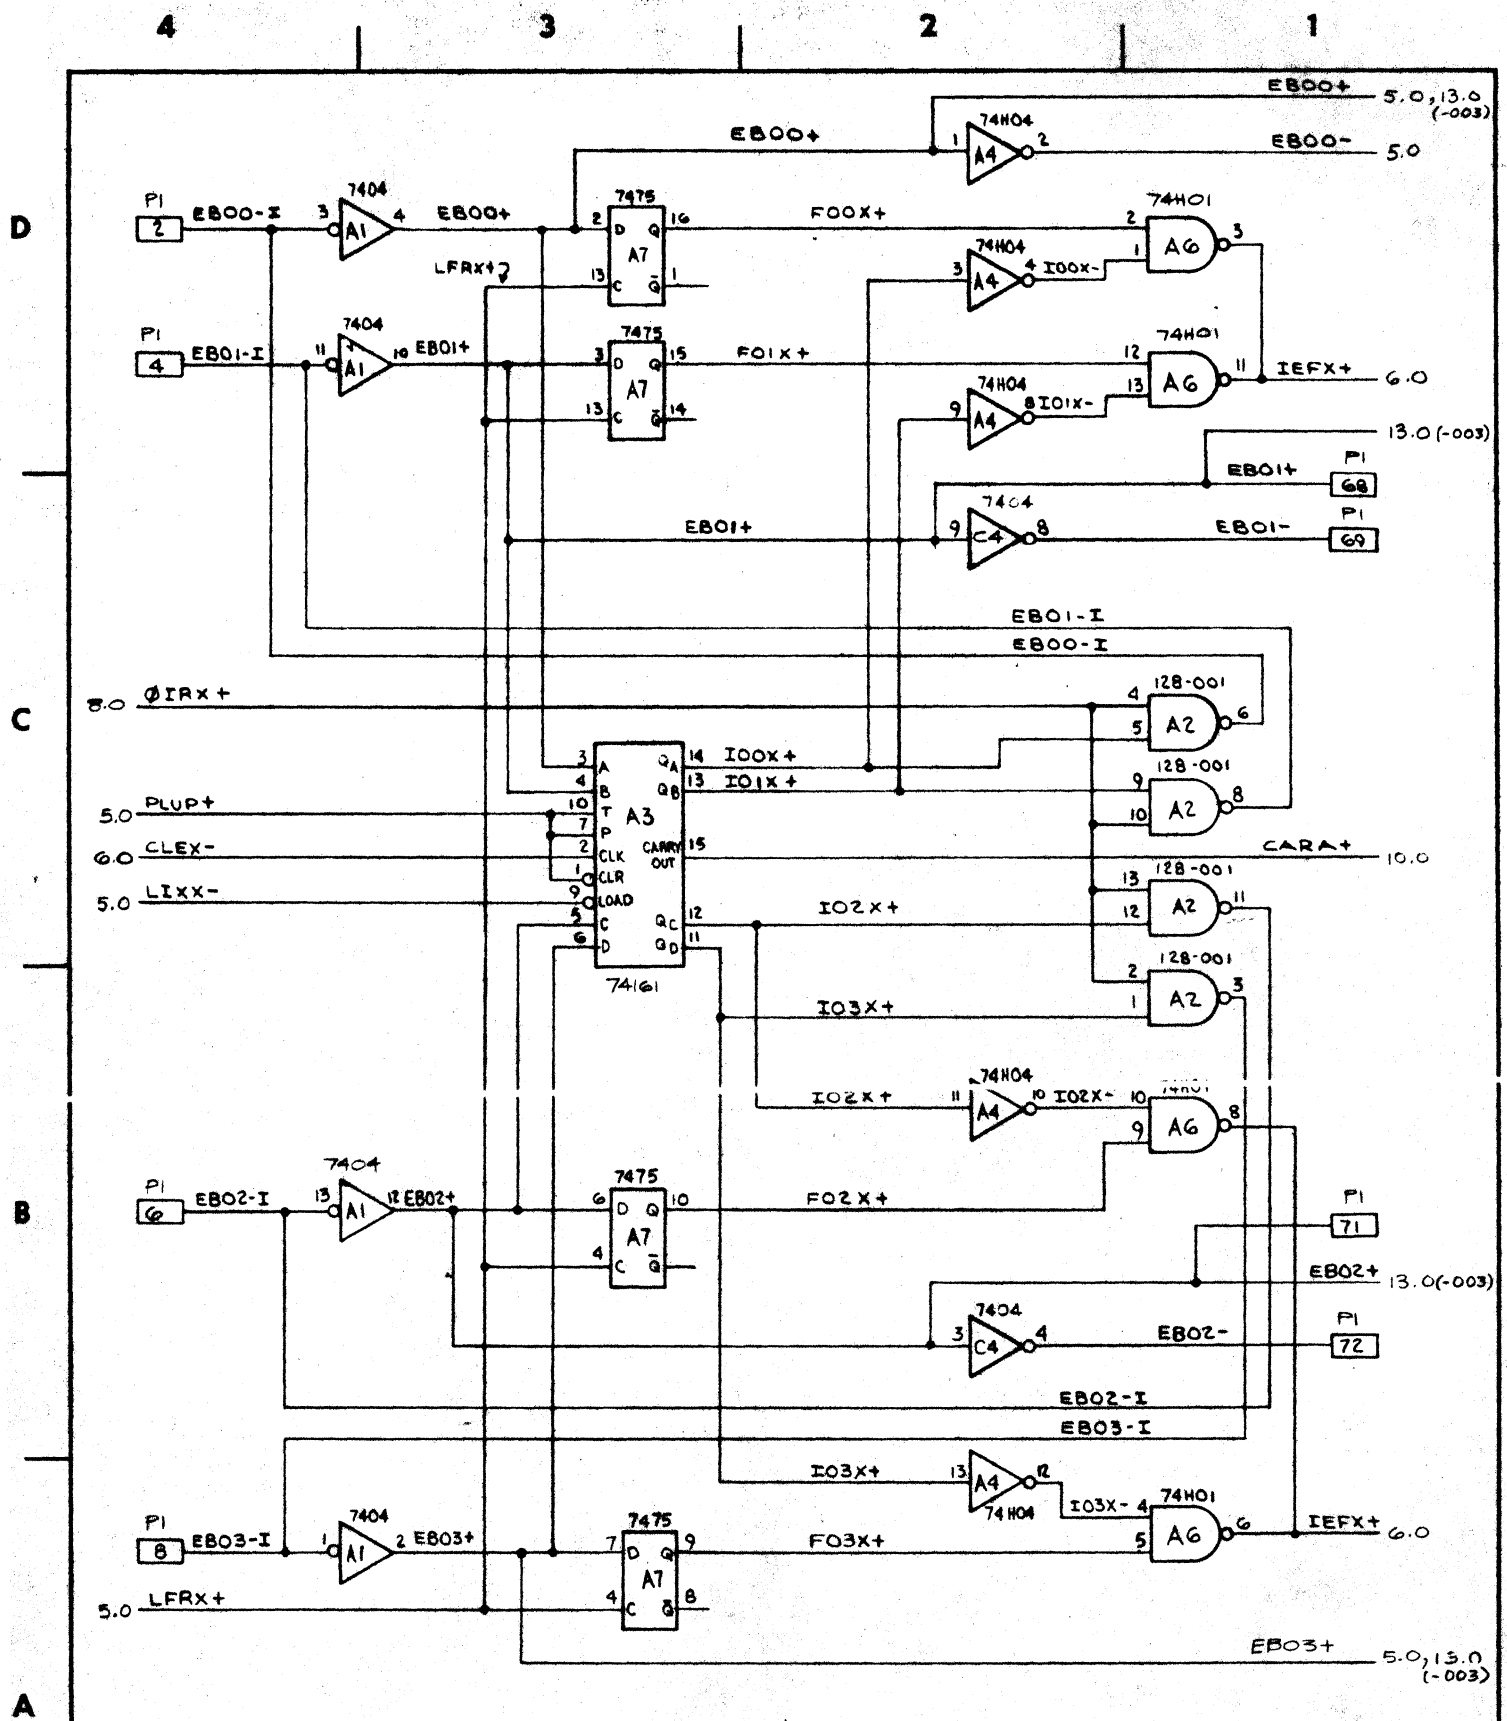 4 3 2 1
EB00+ 5.0, 13.0
(-003)
74H04
EB00+ 1 A4 2 EB00- 5.0
P1 7404 7475 74H01
D 2 EB00-I 3 A1 4 EB00+ 2 D Q 16 F00X+ 2 A6 3
A7 74H04
LFRX+ 13 C Q̅ 1 3 A4 4 I00X- 1
P1 7404 7475 74H01
4 EB01-I 11 A1 10 EB01+ 3 D Q 15 F01X+ 12 A6 11 IEFX+ 6.0
A7 74H04
13 C Q̅ 14 9 A4 8 I01X- 13
13.0 (-003)
P1
EB01+ 68
7404 P1
EB01+ 9 C4 8 EB01- 69
EB01-I
EB00-I
128-001
8.0 ØIRX+ 4
C A2 6
5
3 A QA 14 I00X+ 128-001
4 B QB 13 I01X+ 9
5.0 PLUP+ 10 T A3 A2 8
7 P 10
6.0 CLEX- 2 CLK CARRY OUT 15 CARA+ 10.0
1 CLR 128-001
13
5.0 LIXX- 9 LOAD A2 11
5 C QC 12 I02X+ 12
6 D QD 11 128-001
74161 2
A2 3
I03X+ 1
74H04 74H01
I02X+ 11 A4 10 I02X- 10 A6 8
9
P1 7404 7475 P1
B 6 EB02-I 13 A1 12 EB02+ 6 D Q 10 F02X+ 71
A7
4 C Q̅ EB02+ 13.0 (-003)
7404 P1
3 C4 4 EB02- 72
EB02-I
EB03-I
I03X+ 13 A4 12 74H01
74H04 I03X- 4
P1 7404 7475 A6 6 IEFX+ 6.0
8 EB03-I 1 A1 2 EB03+ 7 D Q 9 F03X+ 5
A7
5.0 LFRX+ 4 C Q̅ 8
EB03+ 5.0, 13.0
(-003)
A